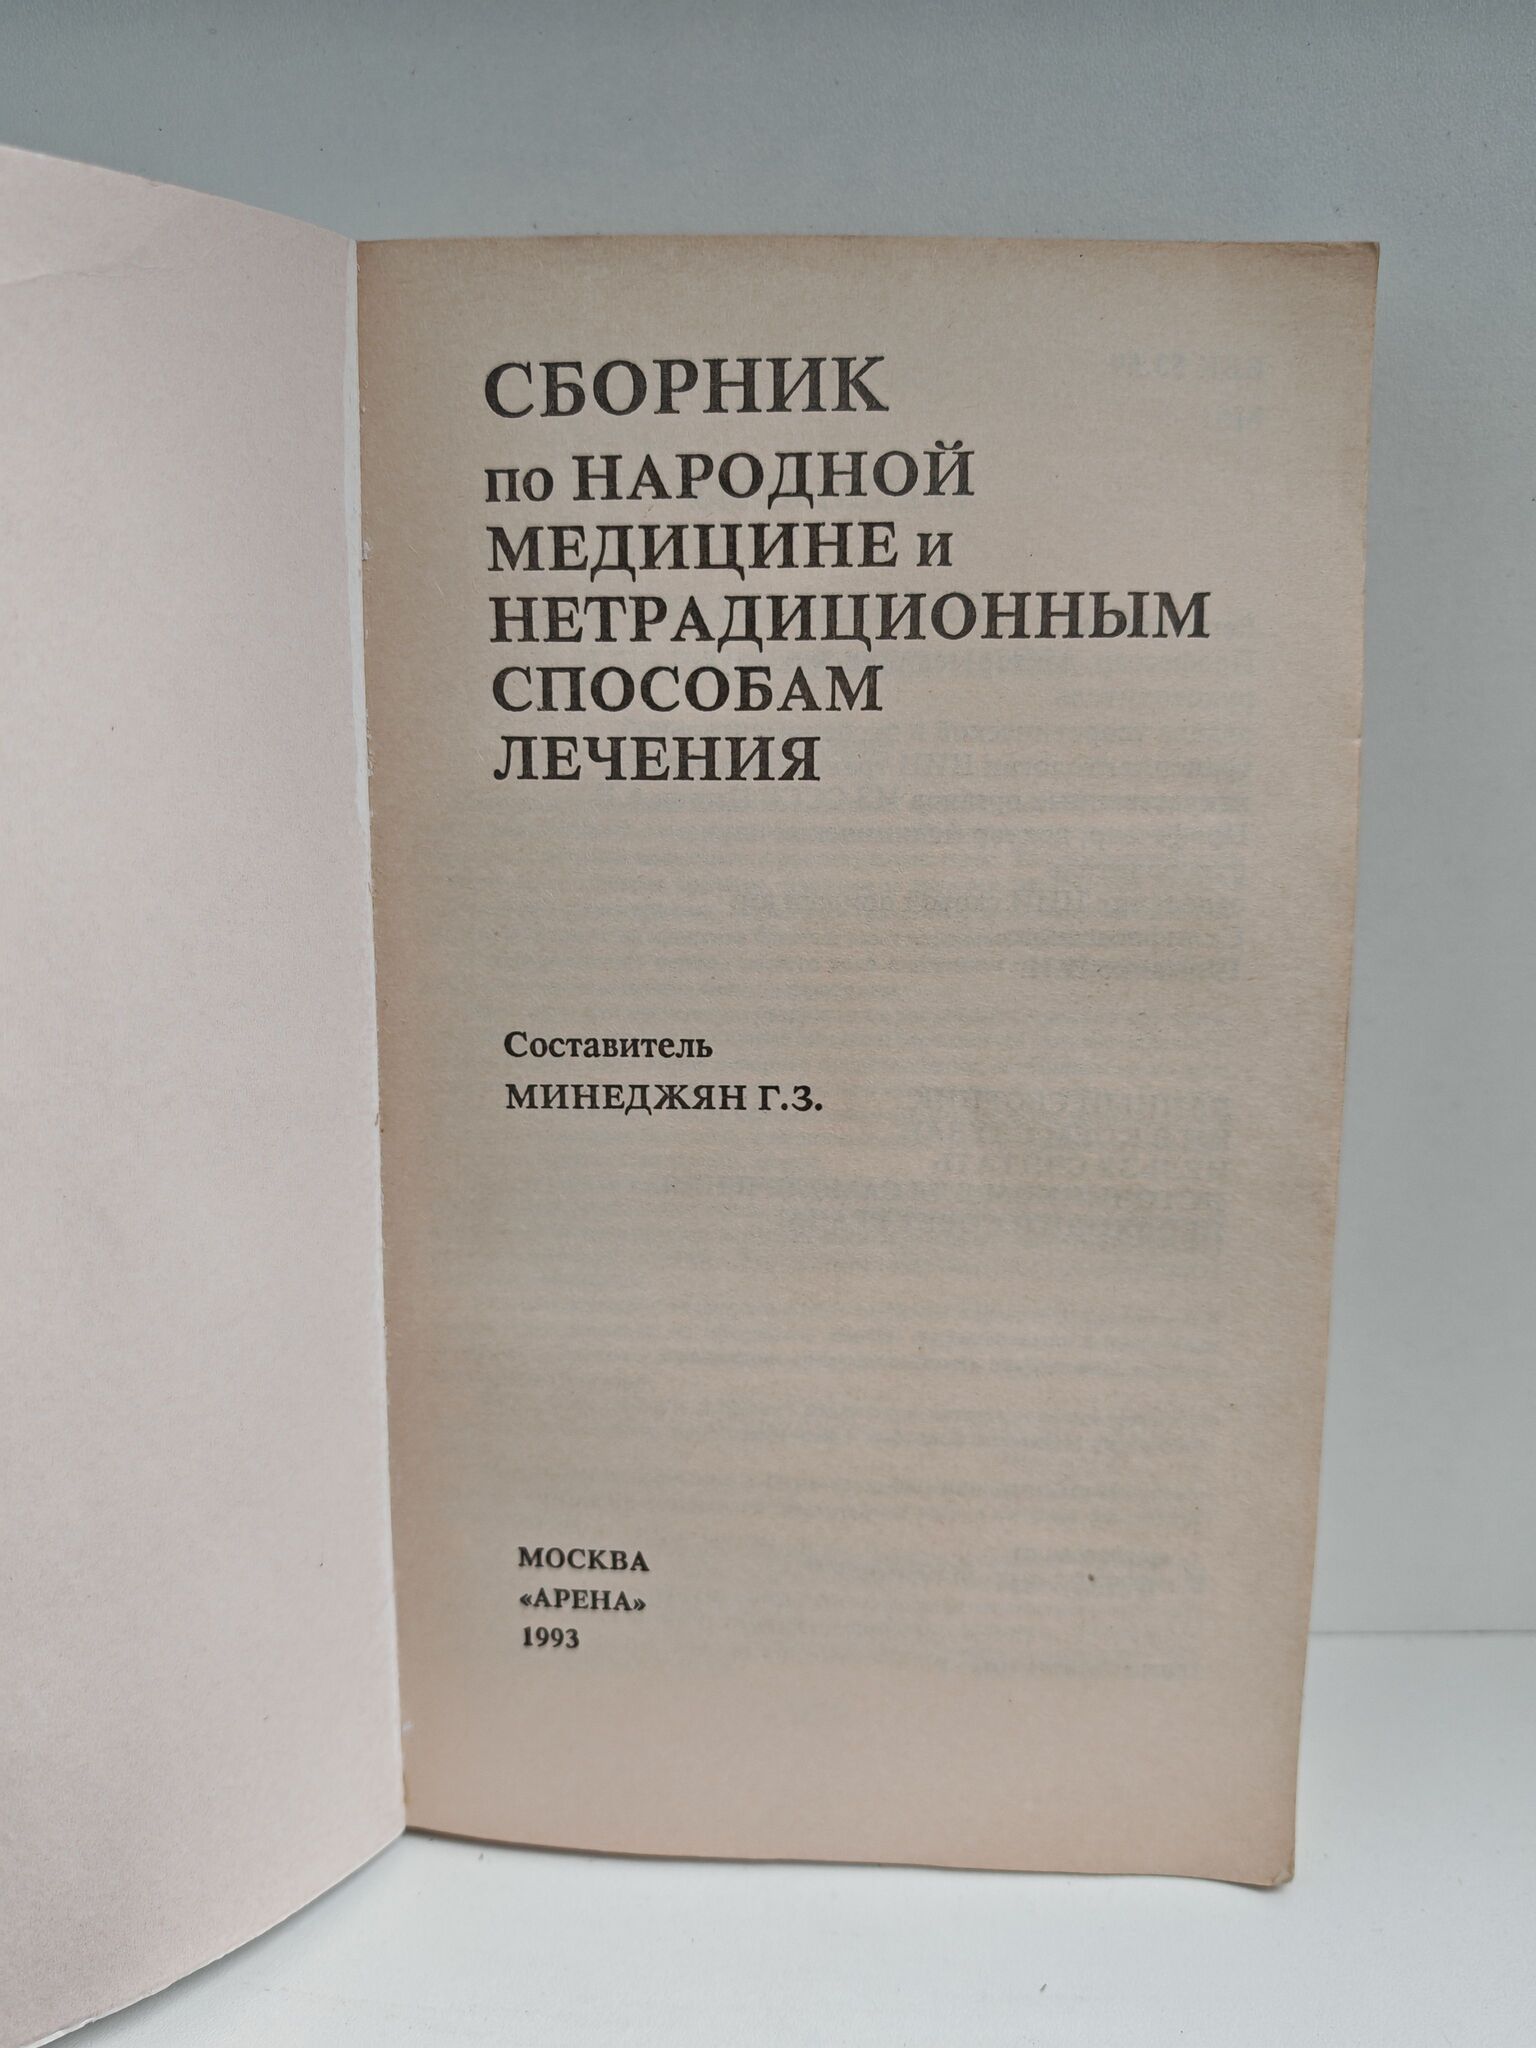 СБОРНИК
по НАРОДНОЙ
МЕДИЦИНЕ и
НЕТРАДИЦИОННЫМ
СПОСОБАМ
ЛЕЧЕНИЯ
Составитель
МИНЕДЖЯН Г.З.
МОСКВА
«АРЕНА»
1993